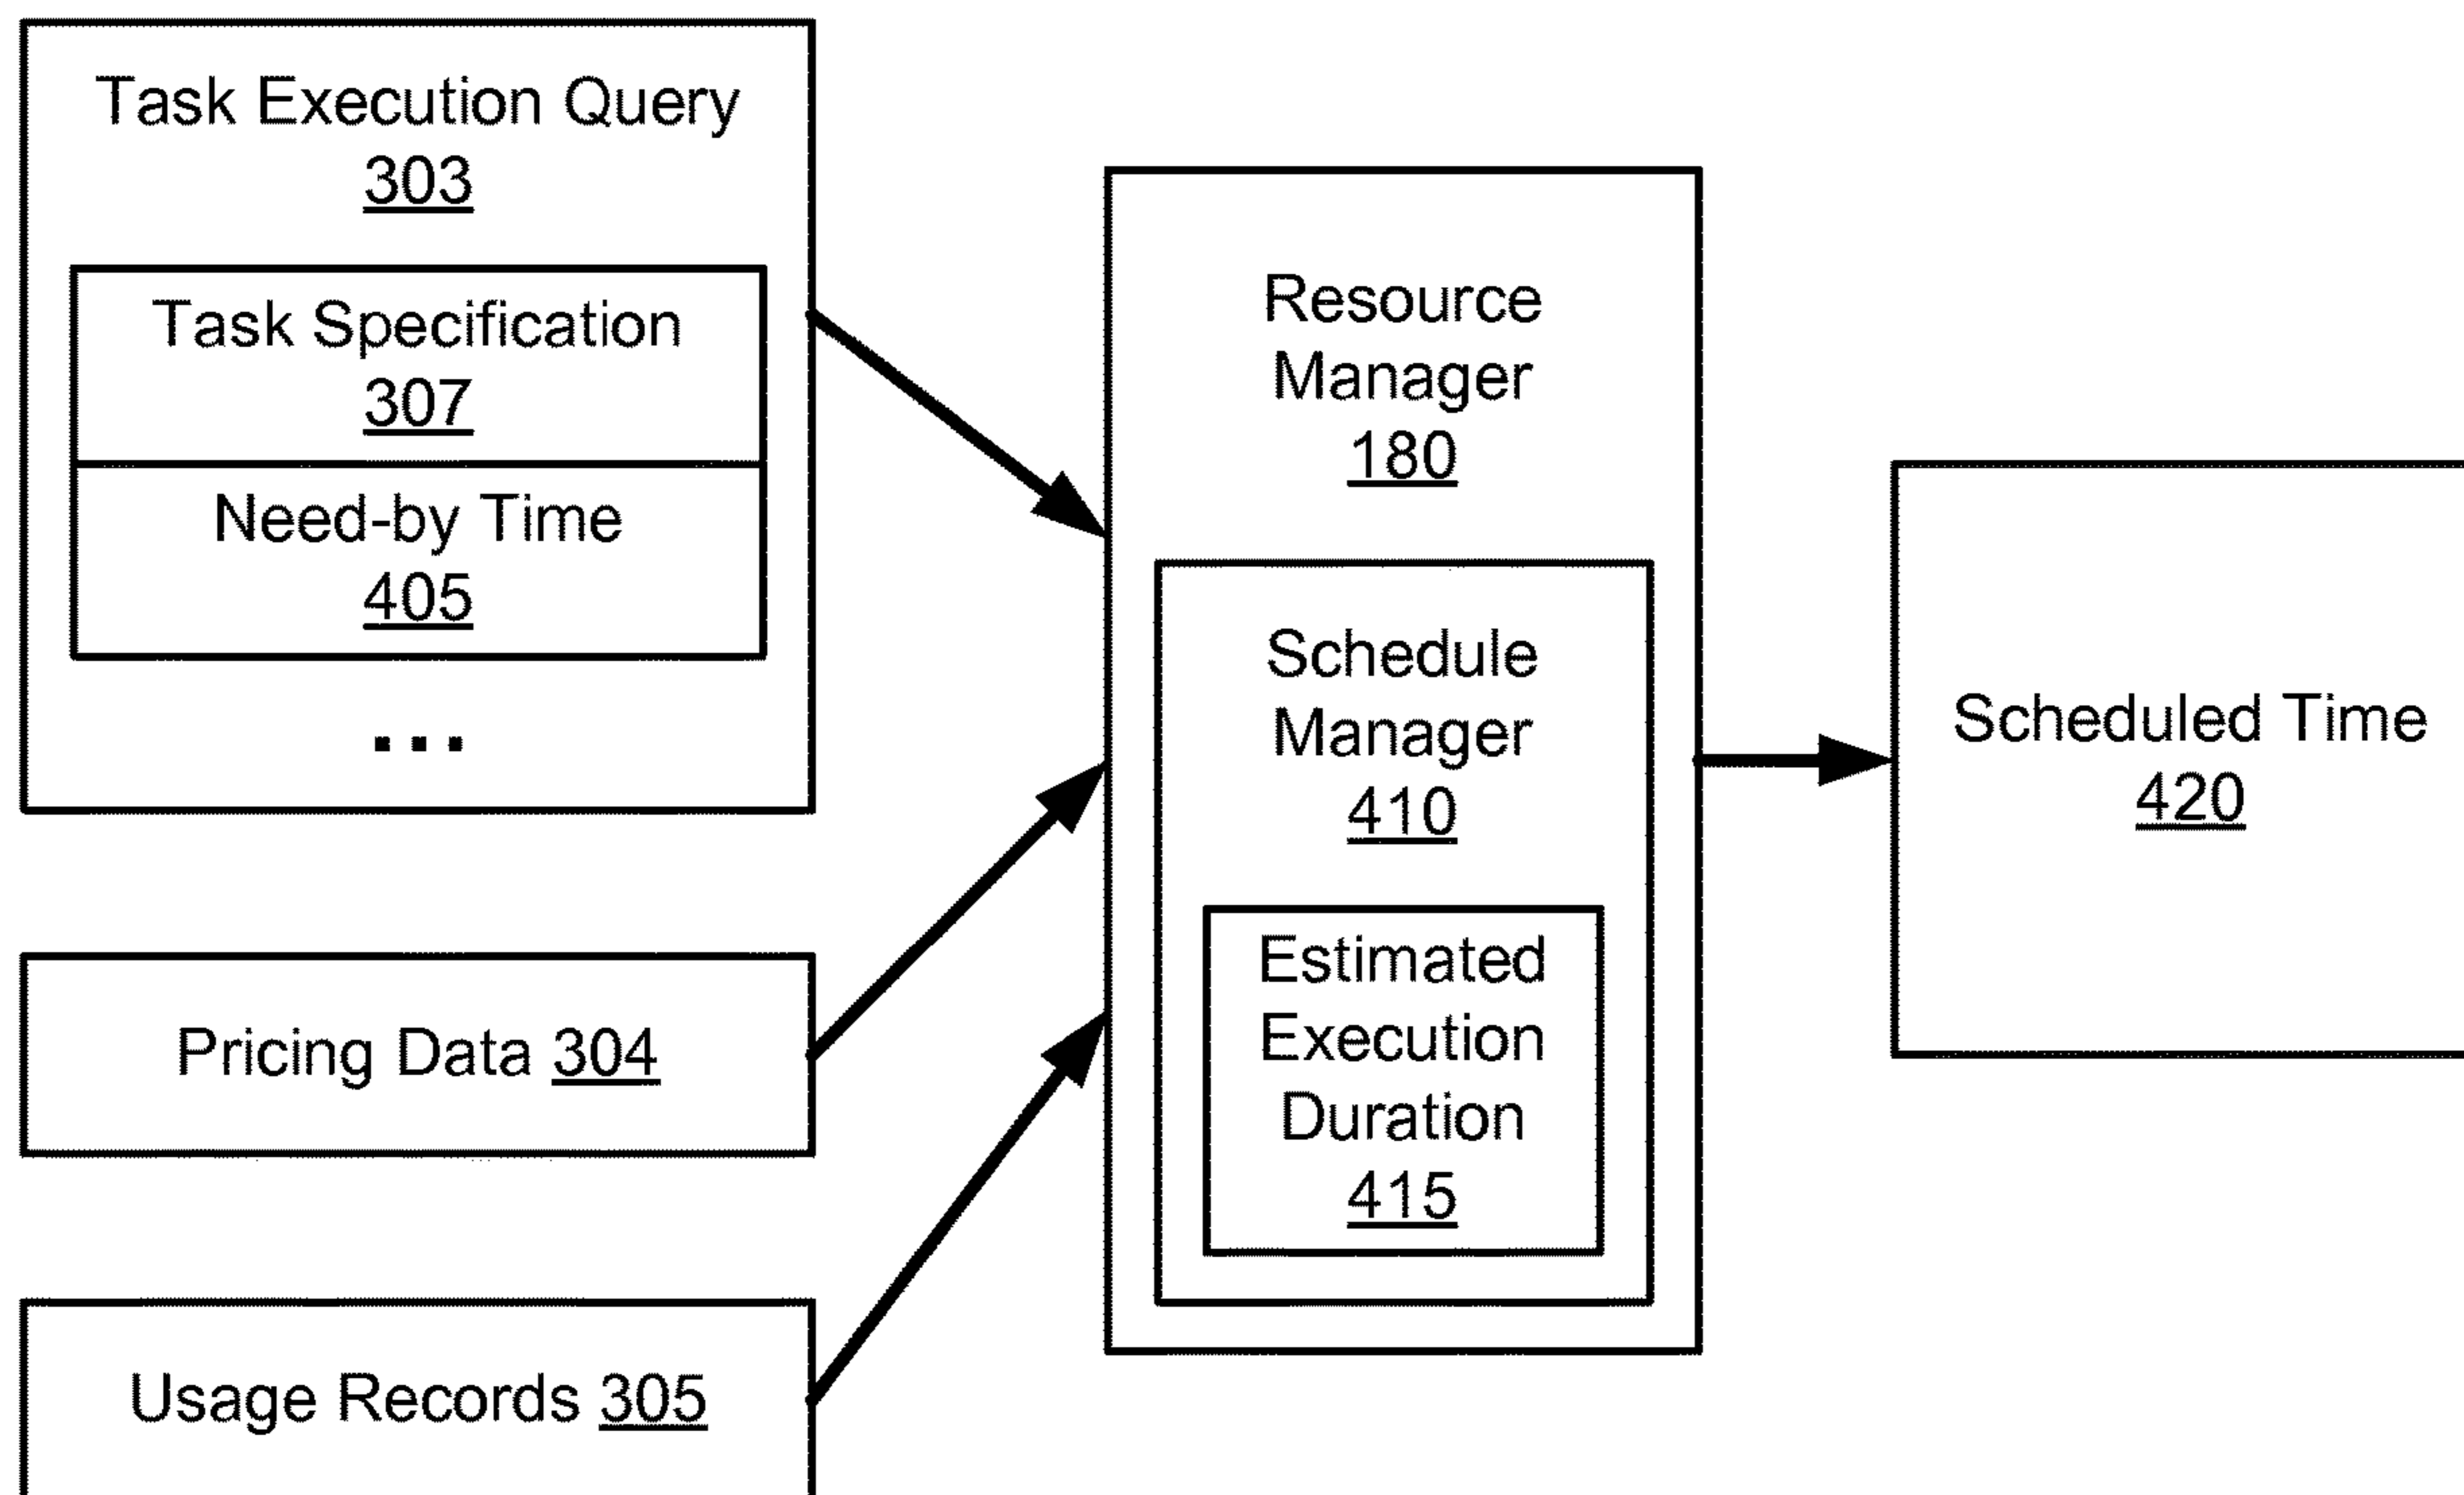 Task Execution Query
303
Task Specification
307
Need-by Time
405
...
Pricing Data 304
Usage Records 305
Resource
Manager
180
Schedule
Manager
410
Estimated
Execution
Duration
415
Scheduled Time
420